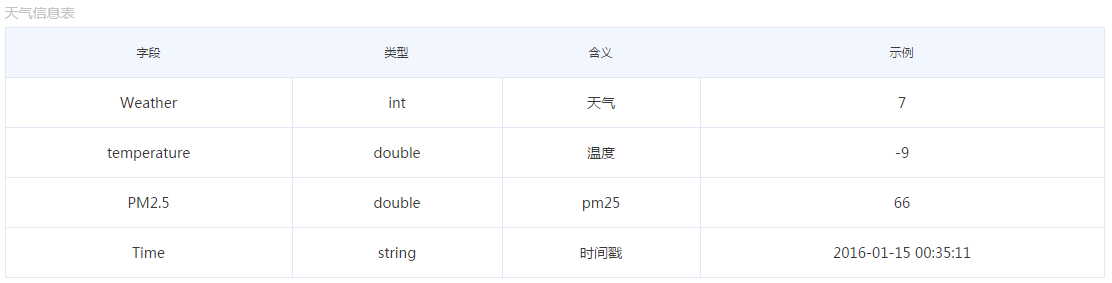 天气信息表
字段 类型 含义 示例
Weather int 天气 7
temperature double 温度 -9
PM2.5 double pm25 66
Time string 时间戳 2016-01-15 00:35:11